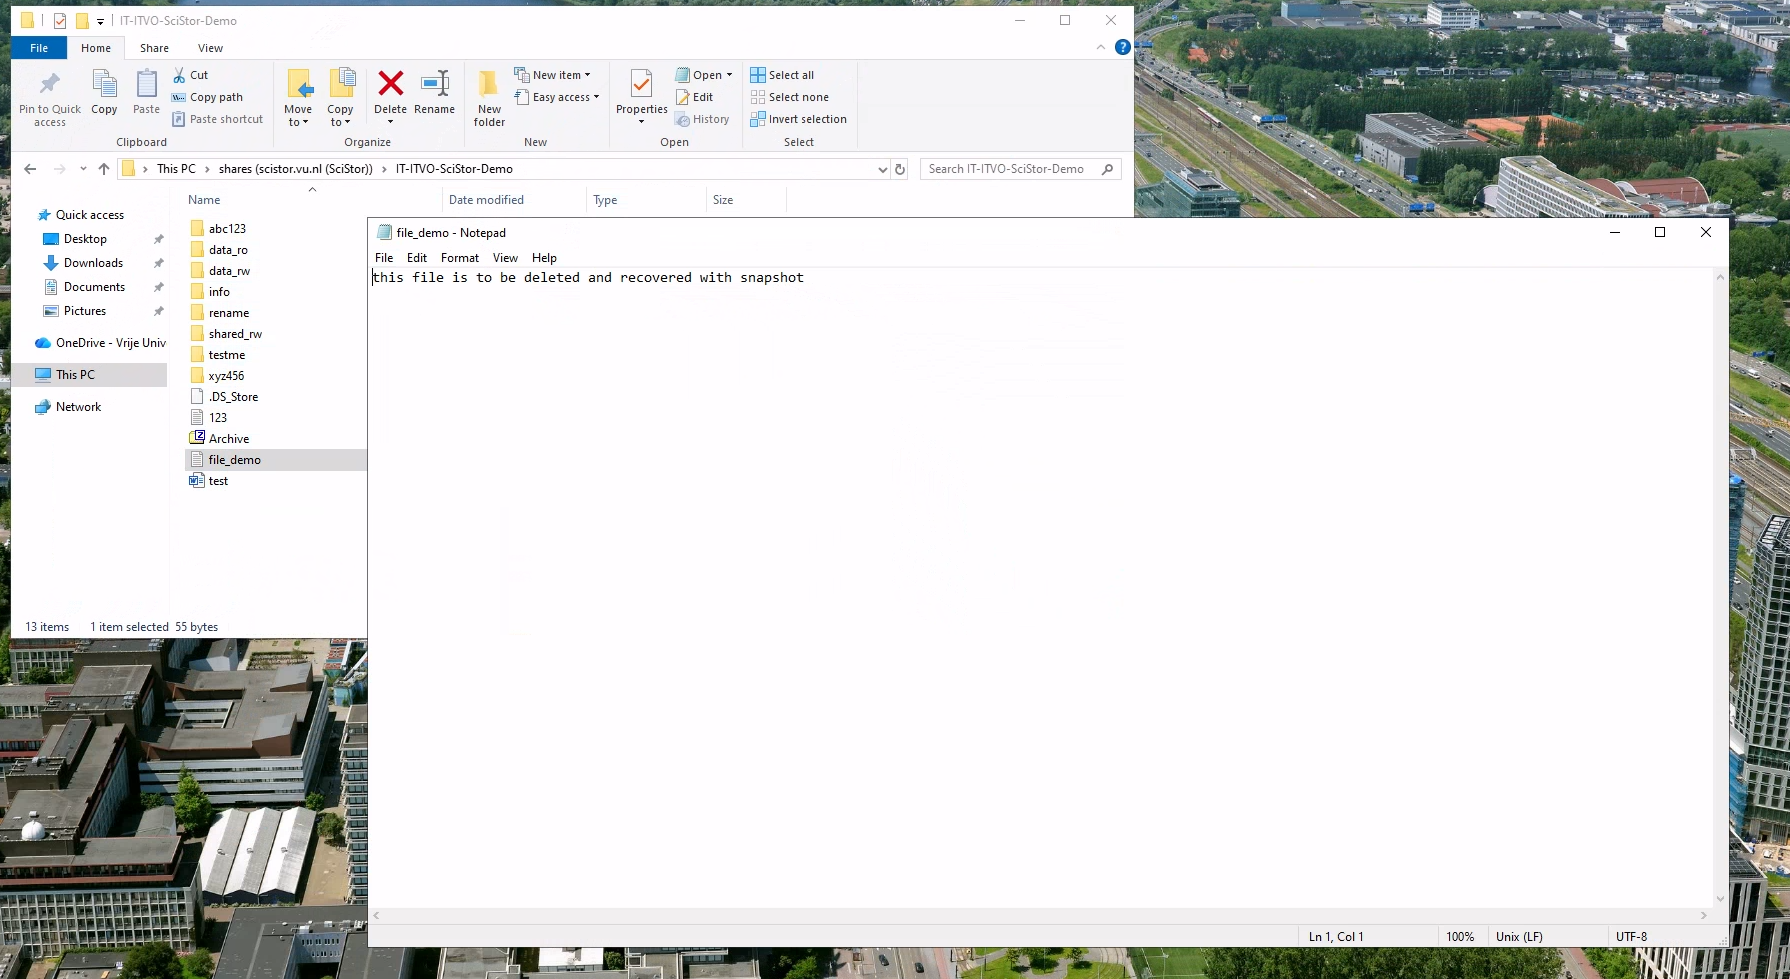 IT-ITVO-SciStor-Demo
File Home Share View
Pin to Quick access
Copy
Paste
Cut
Copy path
Paste shortcut
Clipboard
Move to
Copy to
Delete
Rename
Organize
New folder
New item
Easy access
New
Properties
Open
Edit
History
Open
Select all
Select none
Invert selection
Select
This PC shares (scistor.vu.nl (SciStor)) IT-ITVO-SciStor-Demo
Search IT-ITVO-SciStor-Demo
Quick access
Desktop
Downloads
Documents
Pictures
OneDrive - Vrije Univ
This PC
Network
Name Date modified Type Size
abc123
data_ro
data_rw
info
rename
shared_rw
testme
xyz456
.DS_Store
123
Archive
file_demo
test
13 items 1 item selected 55 bytes
file_demo - Notepad
File Edit Format View Help
this file is to be deleted and recovered with snapshot
Ln 1, Col 1 100% Unix (LF) UTF-8